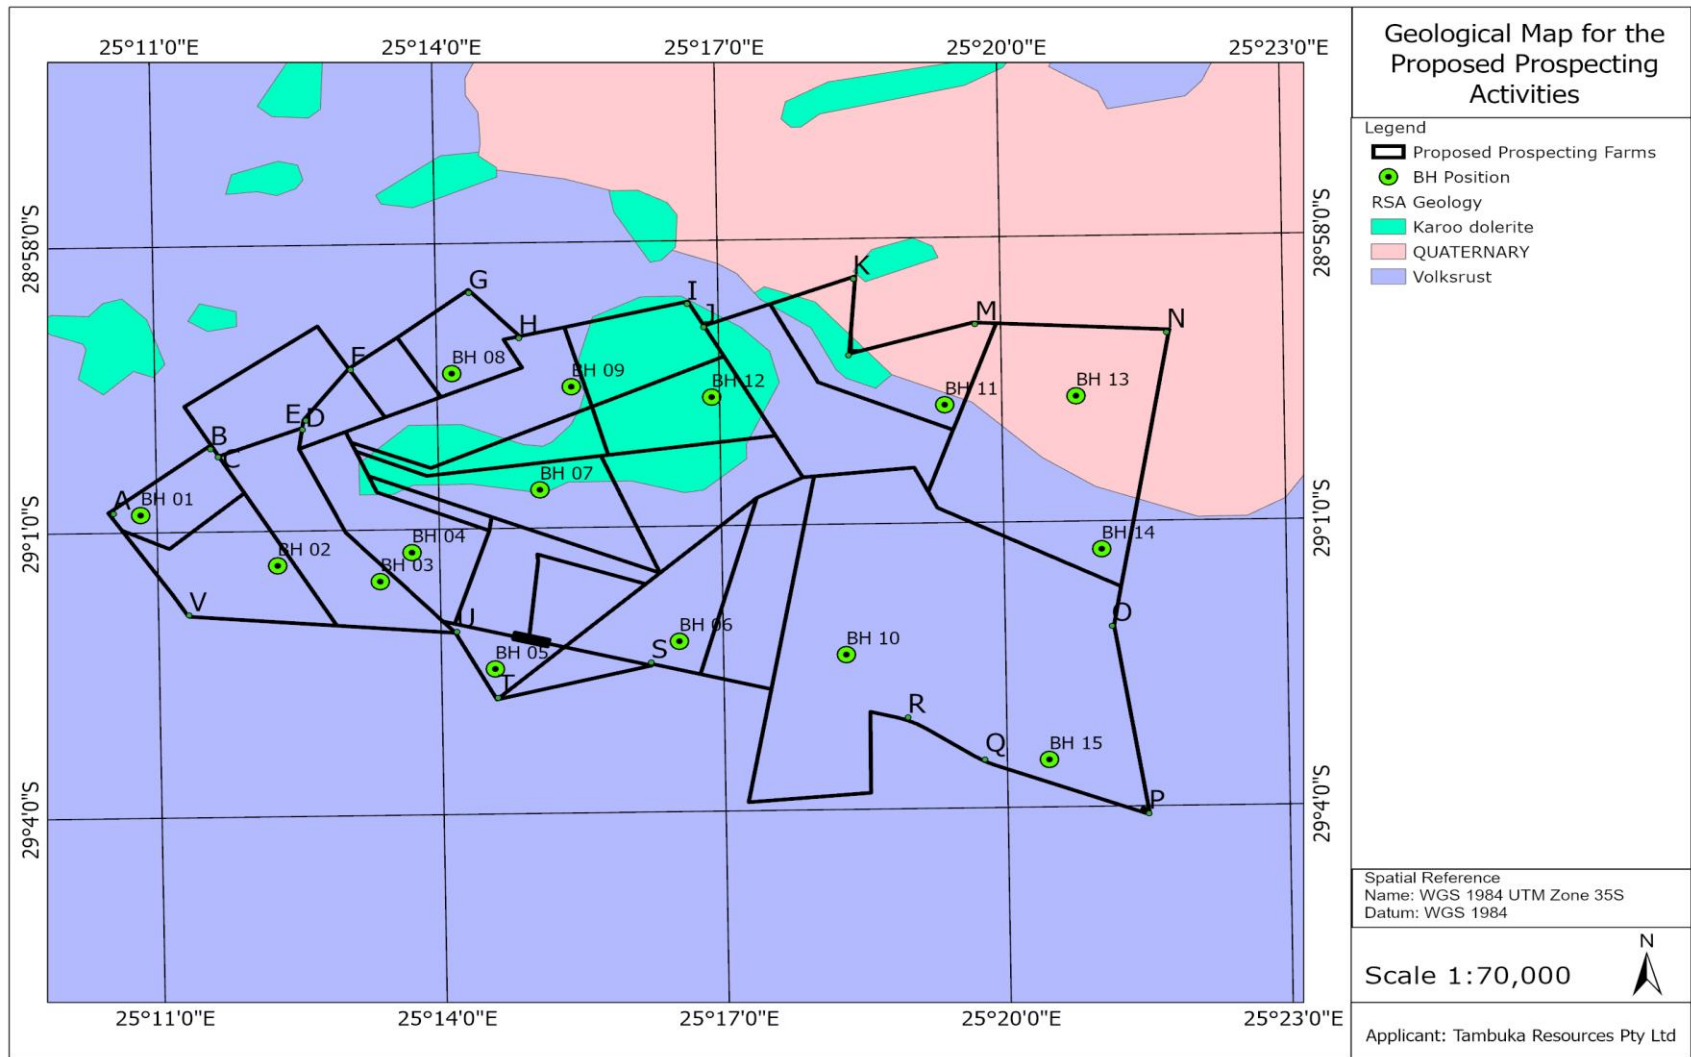 25°11'0"E 25°14'0"E 25°17'0"E 25°20'0"E 25°23'0"E
Geological Map for the
Proposed Prospecting
Activities
Legend
Proposed Prospecting Farms
BH Position
RSA Geology
Karoo dolerite
QUATERNARY
Volksrust
28°58'0"S
28°58'0"S
K
G
I
J
M
N
H
F
BH 08
BH 09
BH 12
BH 11
BH 13
E
D
B
C
A
BH 01
BH 07
29°1'0"S
29°1'0"S
BH 02
BH 04
BH 03
BH 14
V
U
O
BH 06
S
BH 10
BH 05
T
R
Q
BH 15
P
29°4'0"S
29°4'0"S
25°11'0"E 25°14'0"E 25°17'0"E 25°20'0"E 25°23'0"E
Spatial Reference
Name: WGS 1984 UTM Zone 35S
Datum: WGS 1984
N
Scale 1:70,000
Applicant: Tambuka Resources Pty Ltd